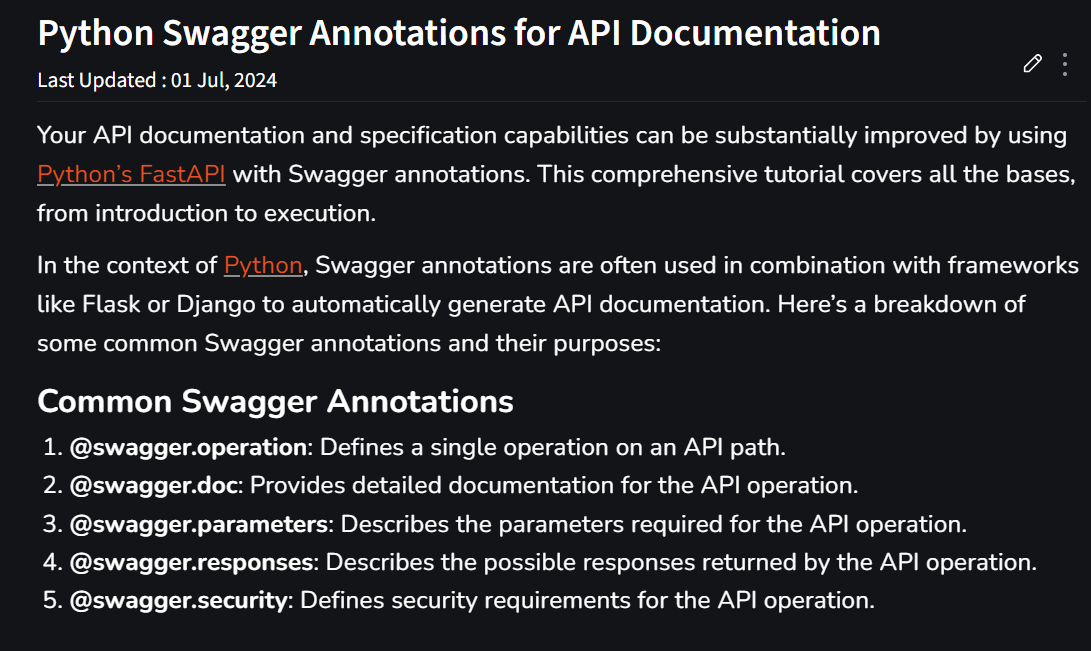 Python Swagger Annotations for API Documentation
Last Updated : 01 Jul, 2024
Your API documentation and specification capabilities can be substantially improved by using
Python’s FastAPI with Swagger annotations. This comprehensive tutorial covers all the bases,
from introduction to execution.
In the context of Python, Swagger annotations are often used in combination with frameworks
like Flask or Django to automatically generate API documentation. Here’s a breakdown of
some common Swagger annotations and their purposes:
Common Swagger Annotations
1. @swagger.operation: Defines a single operation on an API path.
2. @swagger.doc: Provides detailed documentation for the API operation.
3. @swagger.parameters: Describes the parameters required for the API operation.
4. @swagger.responses: Describes the possible responses returned by the API operation.
5. @swagger.security: Defines security requirements for the API operation.